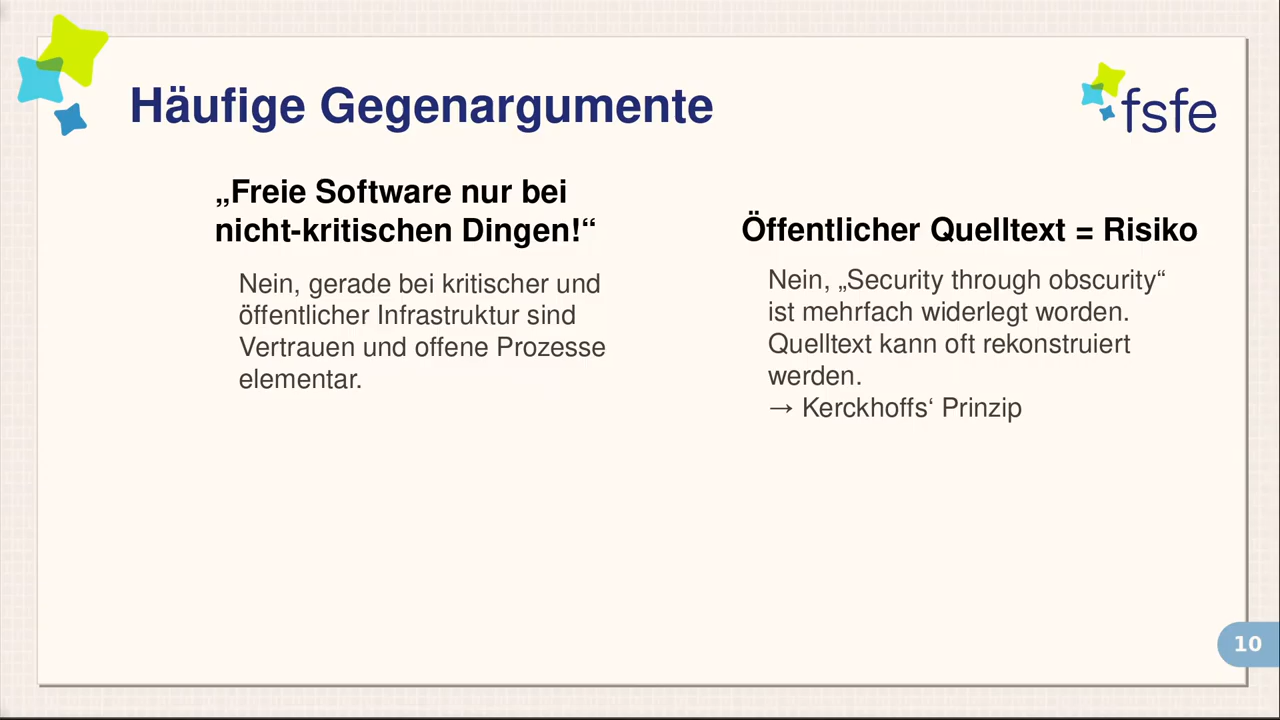 Häufige Gegenargumente
fsfe
„Freie Software nur bei
nicht-kritischen Dingen!“
Nein, gerade bei kritischer und
öffentlicher Infrastruktur sind
Vertrauen und offene Prozesse
elementar.
Öffentlicher Quelltext = Risiko
Nein, „Security through obscurity“
ist mehrfach widerlegt worden.
Quelltext kann oft rekonstruiert
werden.
→ Kerckhoffs‘ Prinzip
10